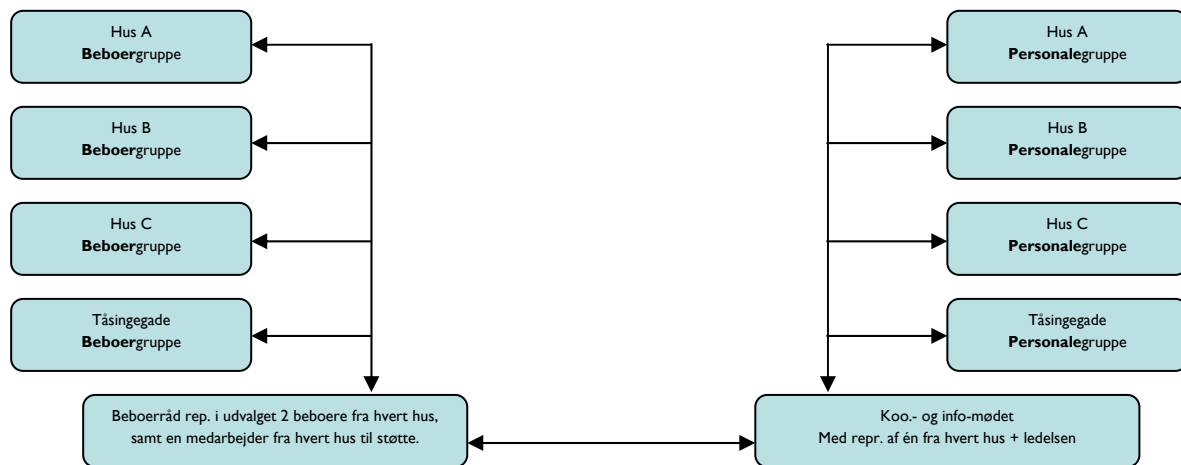 Hus A
Beboergruppe
Hus B
Beboergruppe
Hus C
Beboergruppe
Tåsingegade
Beboergruppe
Beboerråd rep. i udvalget 2 beboere fra hvert hus,
samt en medarbejder fra hvert hus til støtte.
Hus A
Personalegruppe
Hus B
Personalegruppe
Hus C
Personalegruppe
Tåsingegade
Personalegruppe
Koo.- og info-mødet
Med repr. af én fra hvert hus + ledelsen